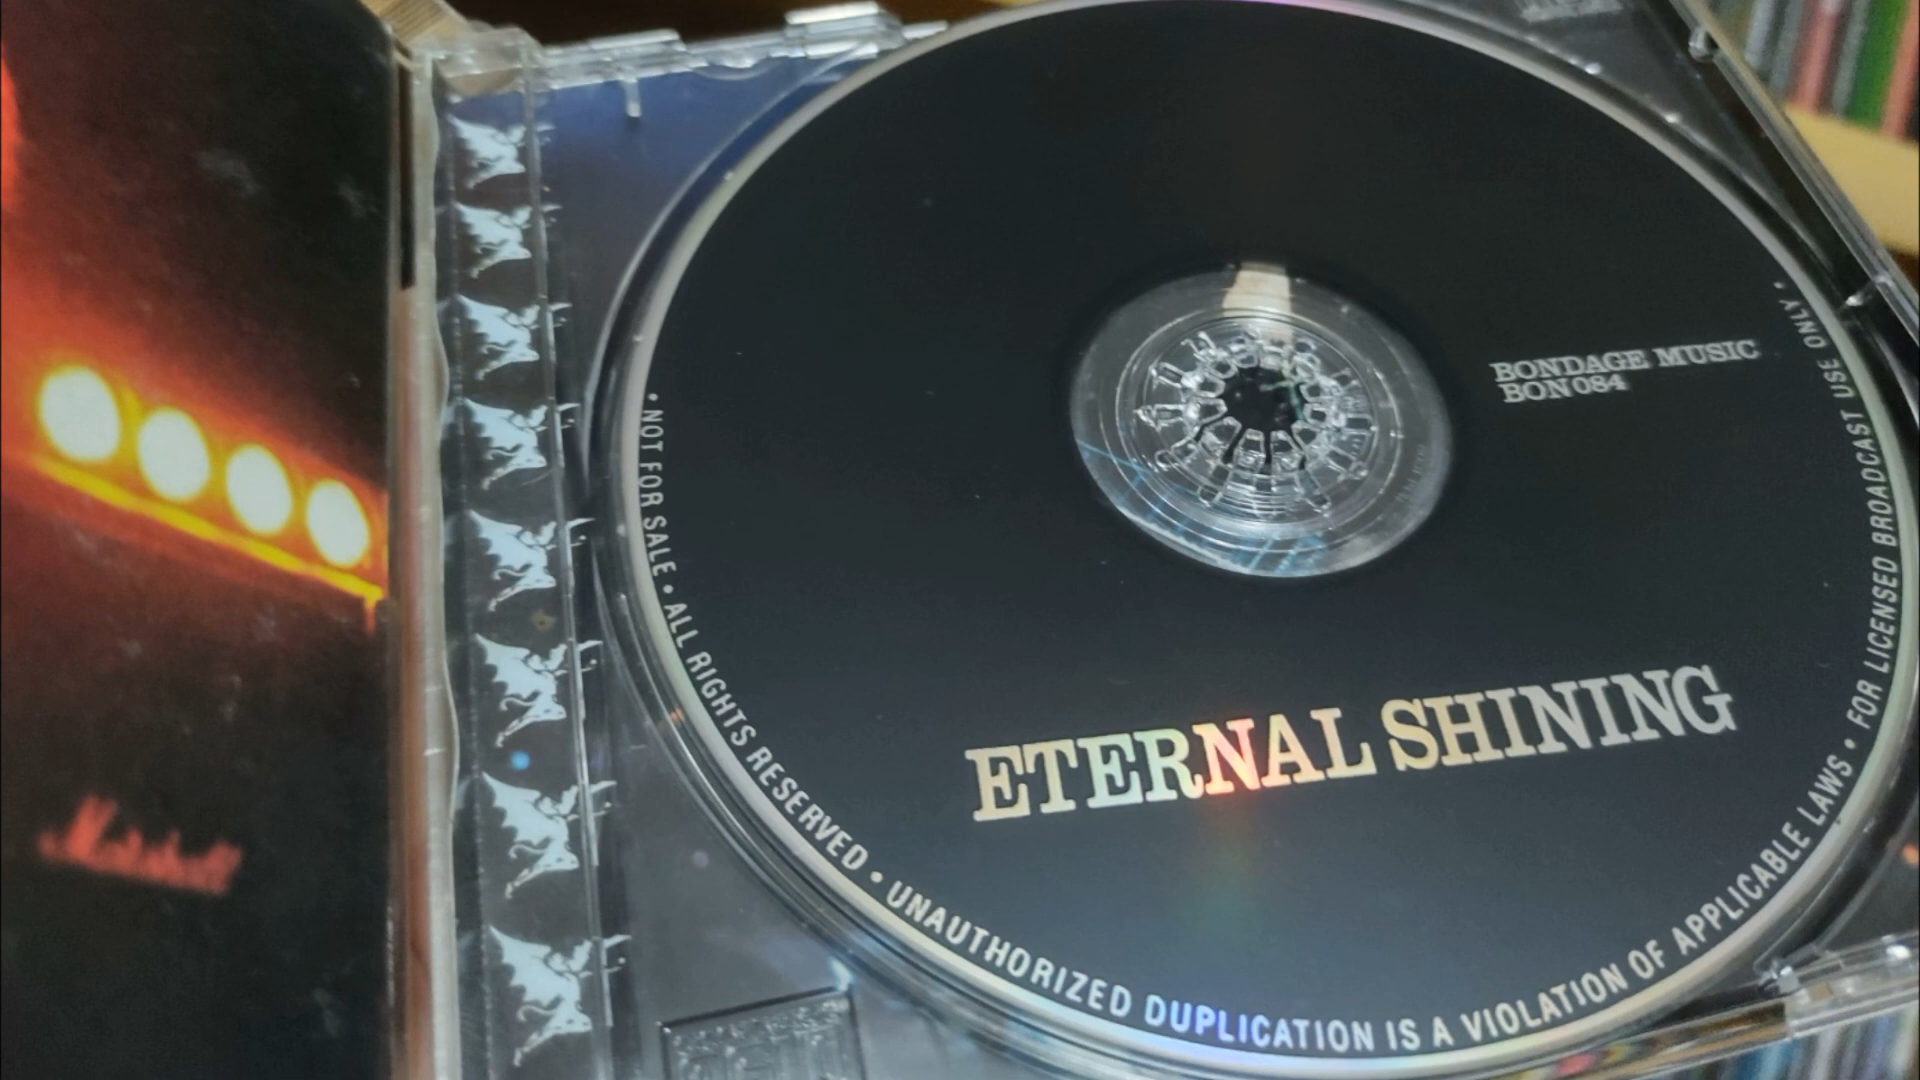 BONDAGE MUSIC
BON 084
ETERNAL SHINING
• NOT FOR SALE • ALL RIGHTS RESERVED • UNAUTHORIZED DUPLICATION IS A VIOLATION OF APPLICABLE LAWS • FOR LICENSED BROADCAST USE ONLY •
Marshall